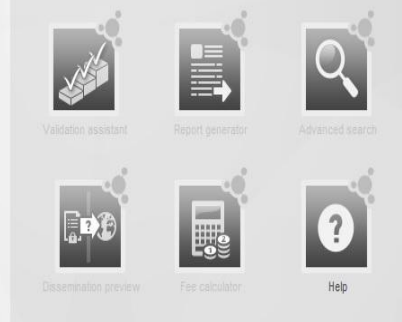 Validation assistant Report generator Advanced search
Dissemination preview Fee calculator Help